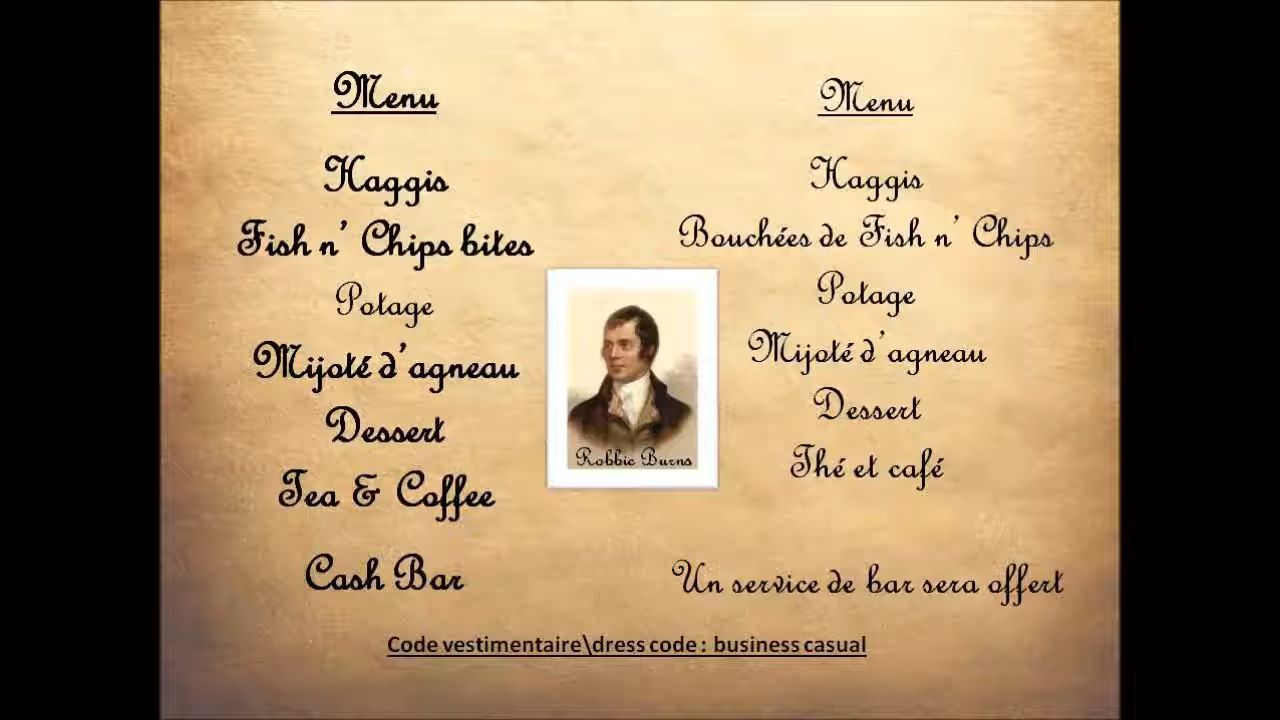 Menu
Haggis
Fish n' Chips bites
Potage
Mijoté d'agneau
Dessert
Tea & Coffee
Cash Bar
Menu
Haggis
Bouchées de Fish n' Chips
Potage
Mijoté d'agneau
Dessert
Thé et café
Un service de bar sera offert
Robbie Burns
Code vestimentaire\dress code : business casual